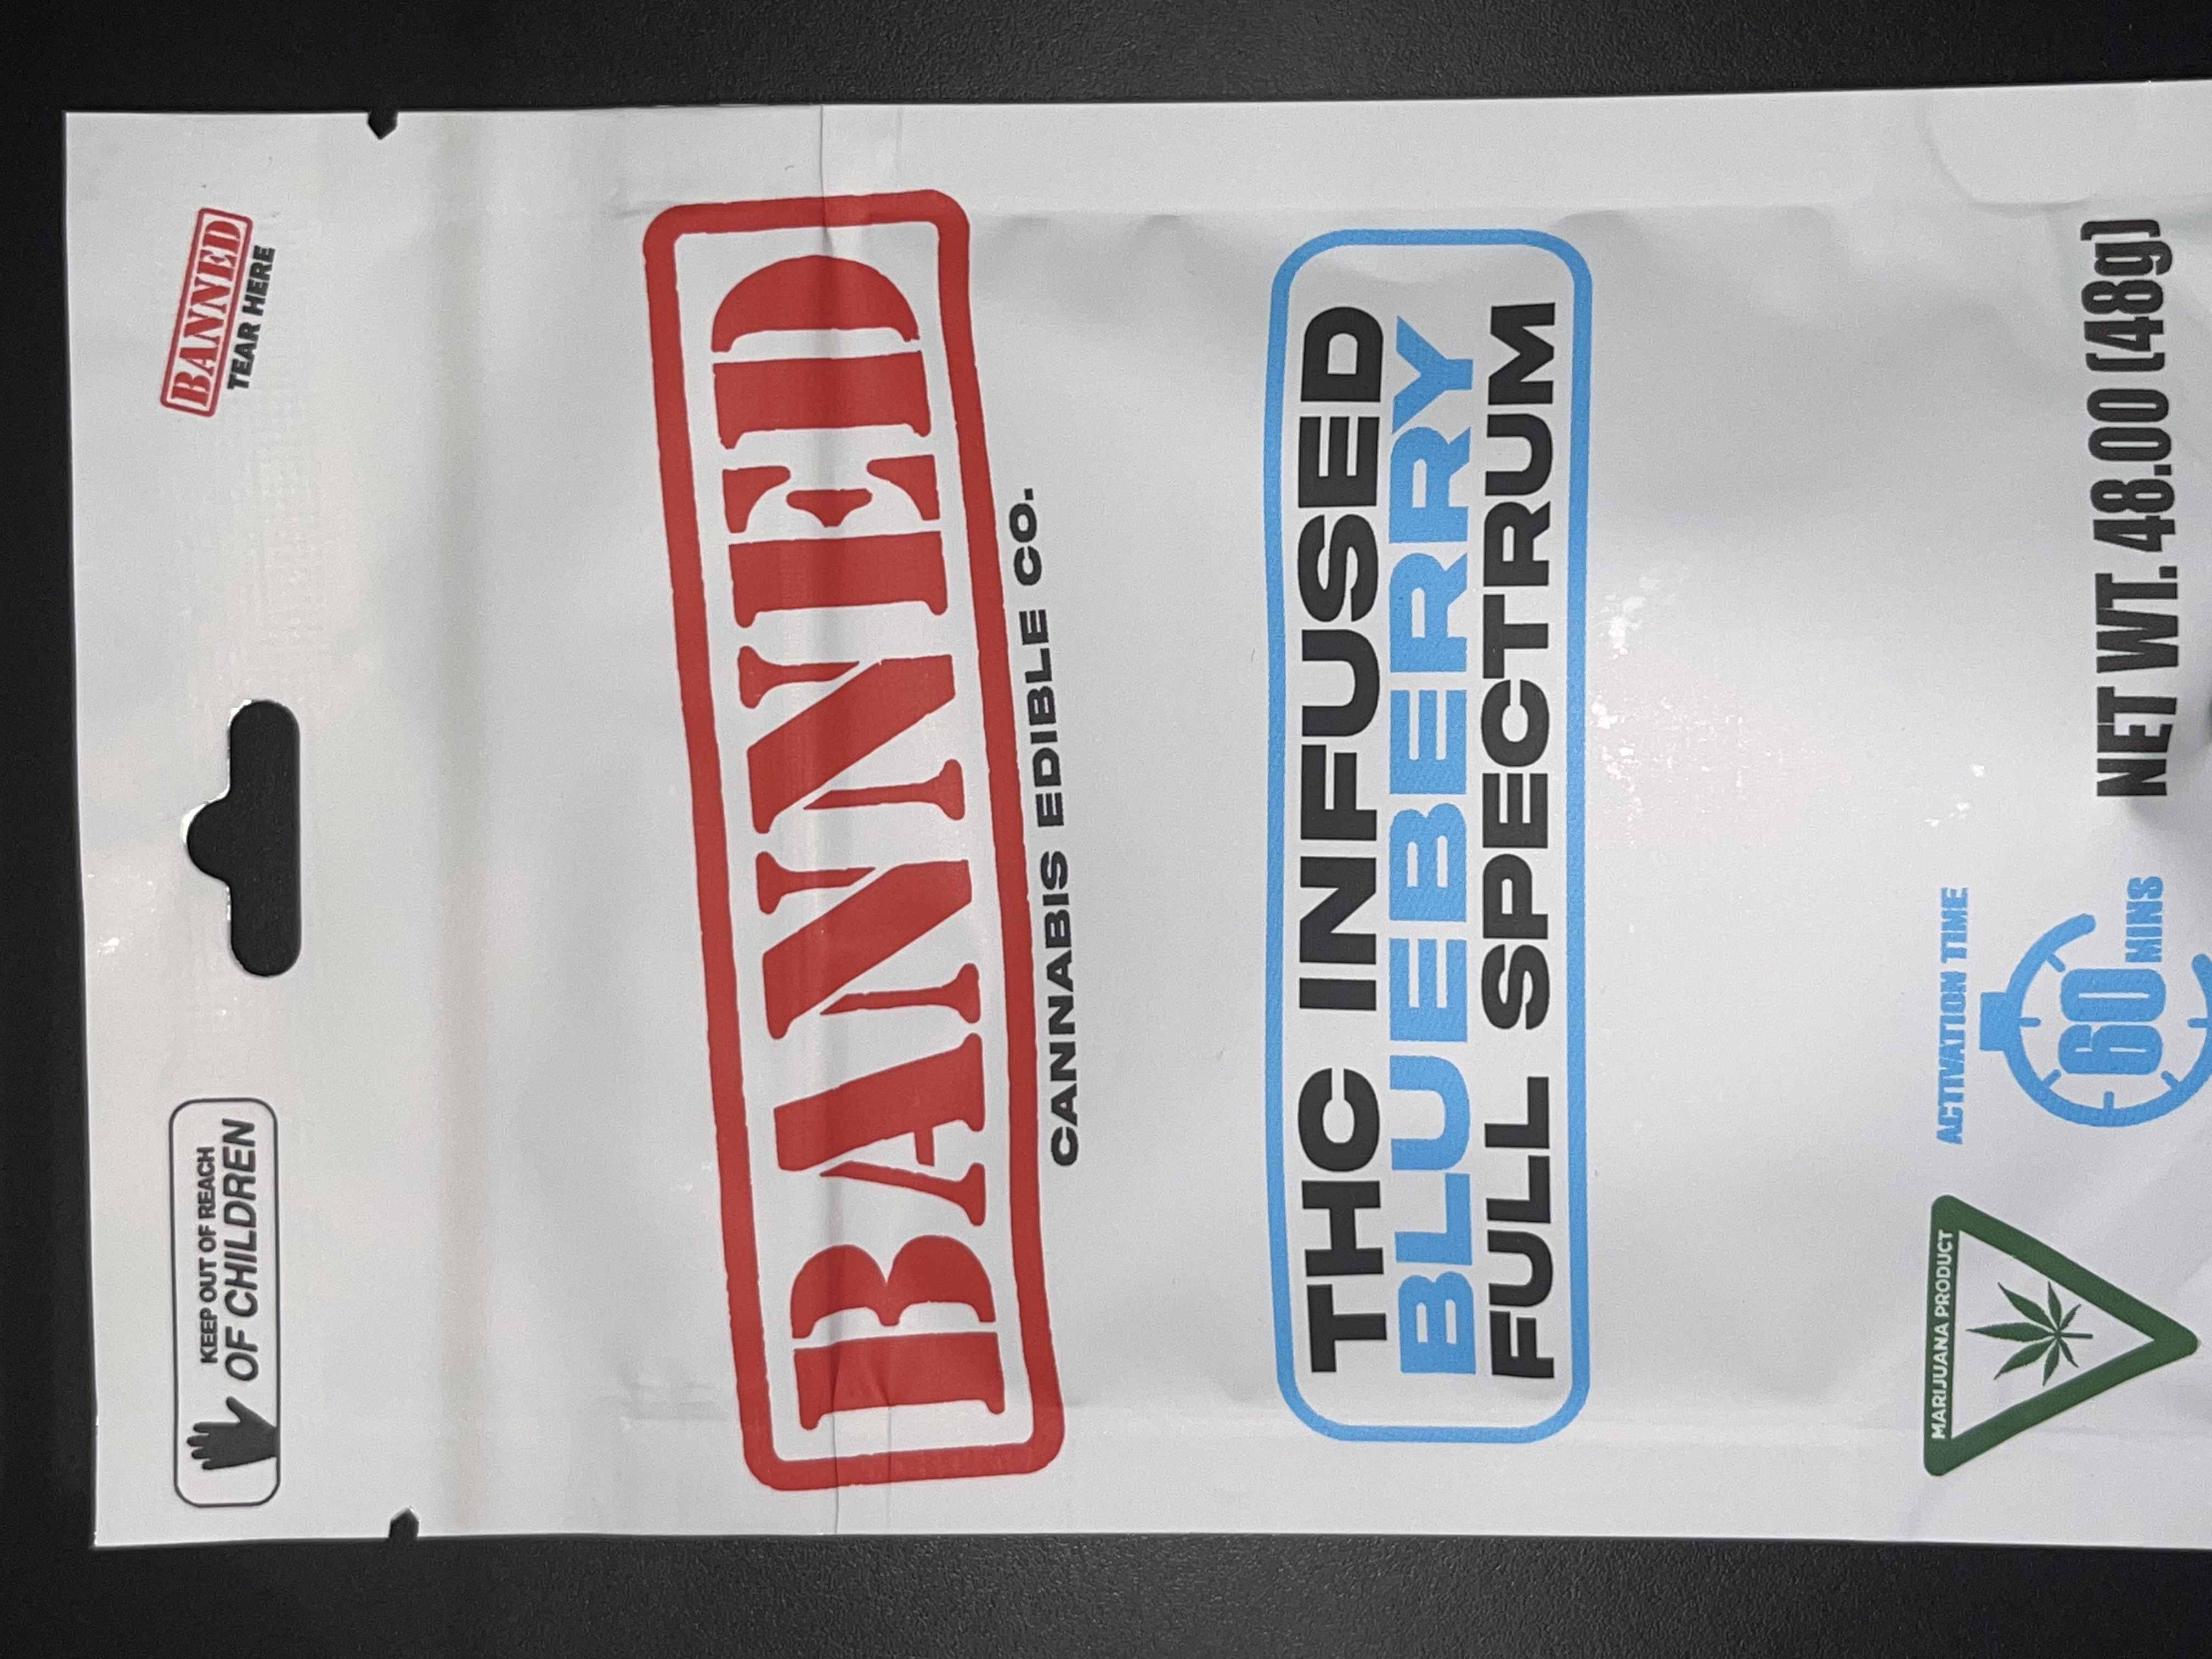 KEEP OUT OF REACH
OF CHILDREN
BANNED
TEAR HERE
BANNED
CANNABIS EDIBLE CO.
THC INFUSED
BLUEBERRY
FULL SPECTRUM
MARIJUANA PRODUCT
ACTIVATION TIME
60 MINS
NET WT. 48.00 (48g)